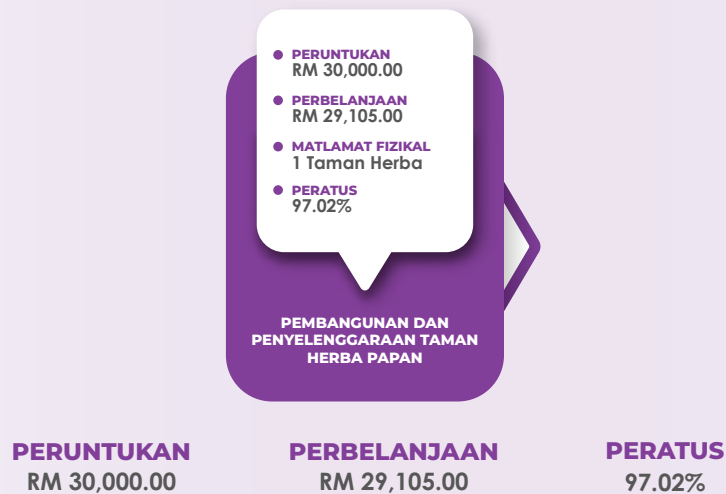 PERUNTUKAN
RM 30,000.00
PERBELANJAAN
RM 29,105.00
MATLAMAT FIZIKAL
1 Taman Herba
PERATUS
97.02%
PEMBANGUNAN DAN
PENYELENGGARAAN TAMAN
HERBA PAPAN
PERUNTUKAN
RM 30,000.00
PERBELANJAAN
RM 29,105.00
PERATUS
97.02%